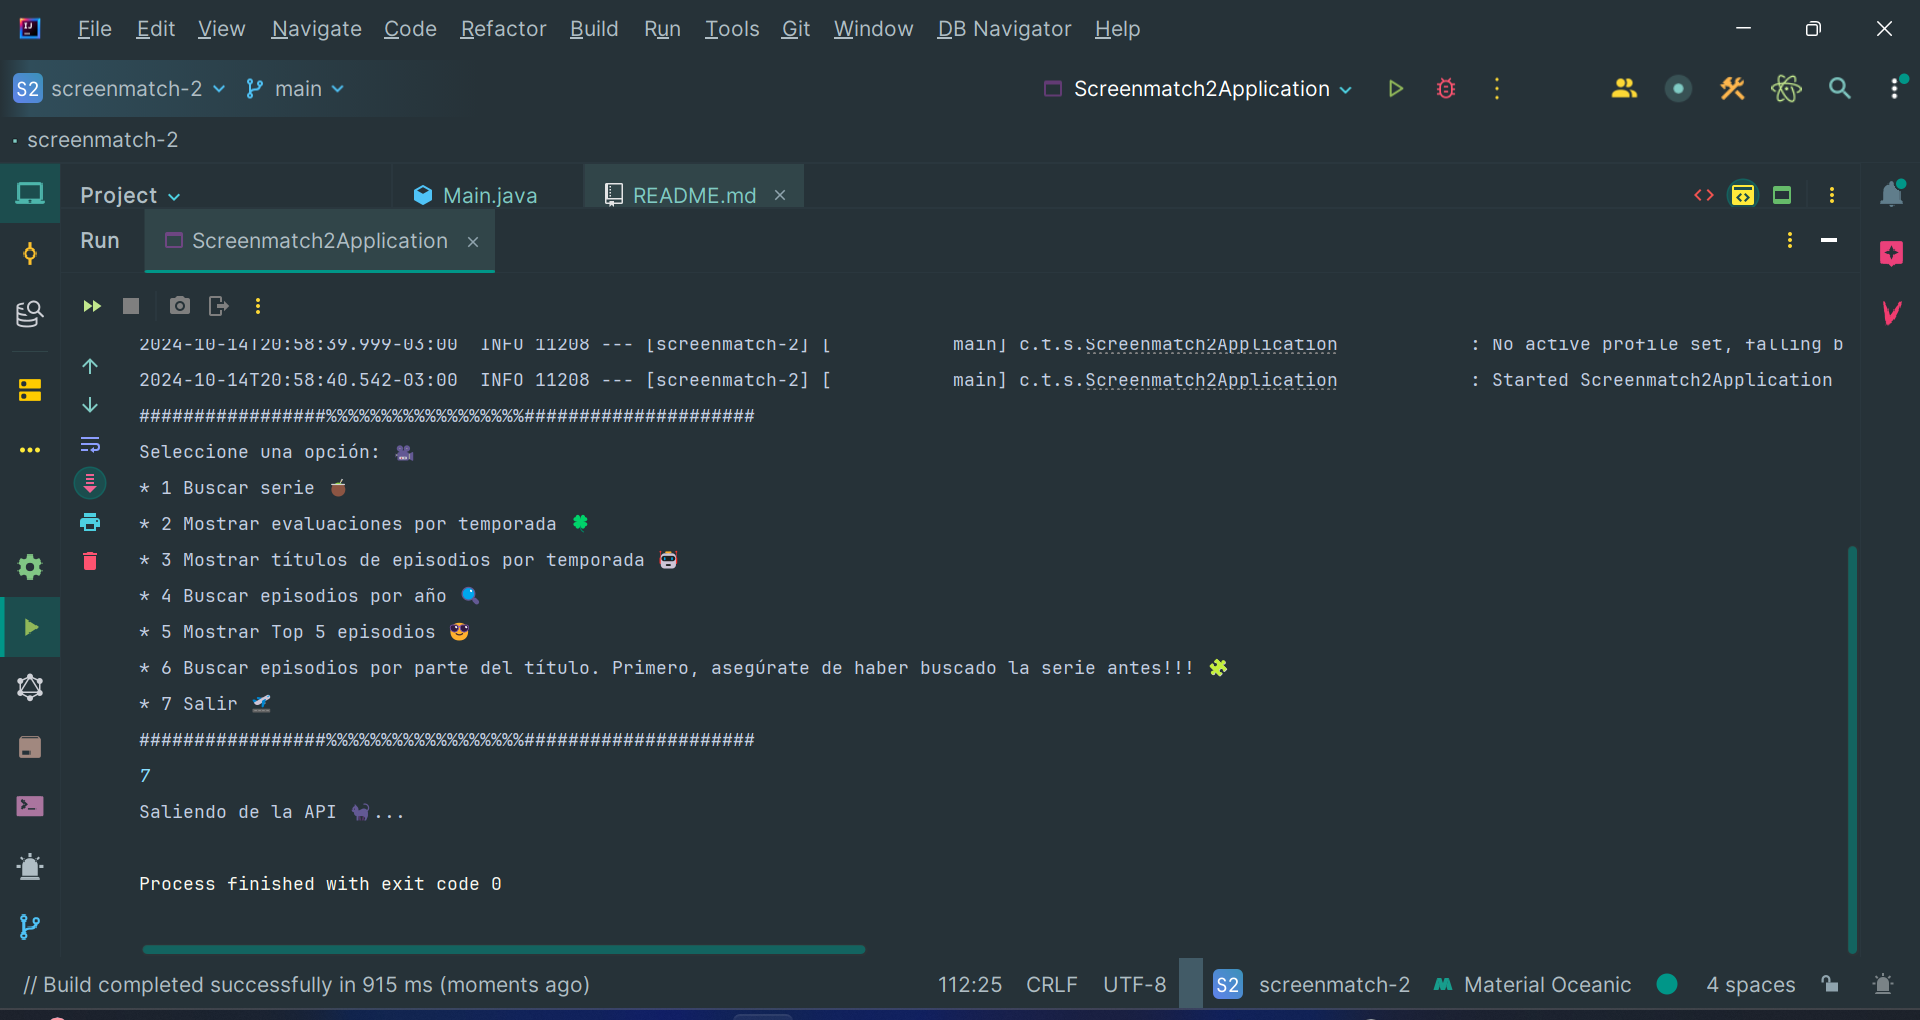 File Edit View Navigate Code Refactor Build Run Tools Git Window DB Navigator Help
S2 screenmatch-2 main Screenmatch2Application
screenmatch-2
Project Main.java README.md
Run Screenmatch2Application
2024-10-14T20:58:39.999-03:00 INFO 11208 --- [screenmatch-2] [ main] c.t.s.Screenmatch2Application : No active profile set, falling b
2024-10-14T20:58:40.542-03:00 INFO 11208 --- [screenmatch-2] [ main] c.t.s.Screenmatch2Application : Started Screenmatch2Application
#################%%%%%%%%%%%%%%%%%%#####################
Seleccione una opción: 🎥
* 1 Buscar serie 🌰
* 2 Mostrar evaluaciones por temporada 🍀
* 3 Mostrar títulos de episodios por temporada 🤖
* 4 Buscar episodios por año 🔍
* 5 Mostrar Top 5 episodios 😎
* 6 Buscar episodios por parte del título. Primero, asegúrate de haber buscado la serie antes!!! 🧩
* 7 Salir 🛫
#################%%%%%%%%%%%%%%%%%%#####################
7
Saliendo de la API 🐈‍⬛...
Process finished with exit code 0
// Build completed successfully in 915 ms (moments ago) 112:25 CRLF UTF-8 S2 screenmatch-2 Material Oceanic 4 spaces